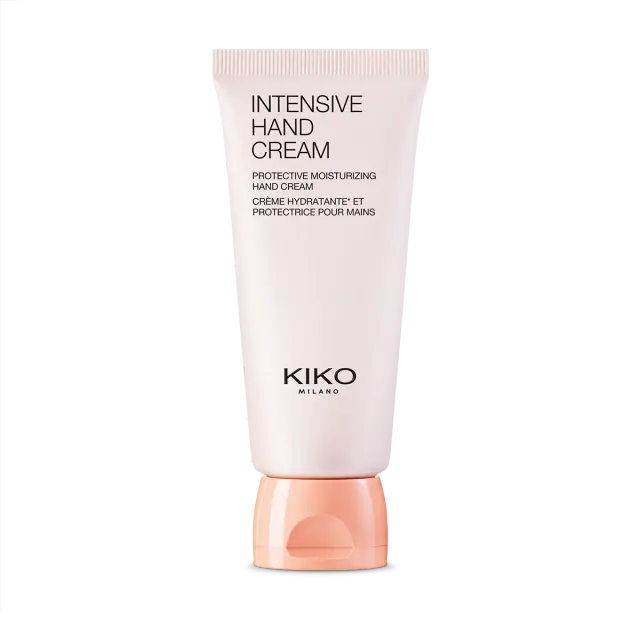 INTENSIVE
HAND
CREAM
PROTECTIVE MOISTURIZING
HAND CREAM
CRÈME HYDRATANTE* ET
PROTECTRICE POUR MAINS
KIKO
MILANO